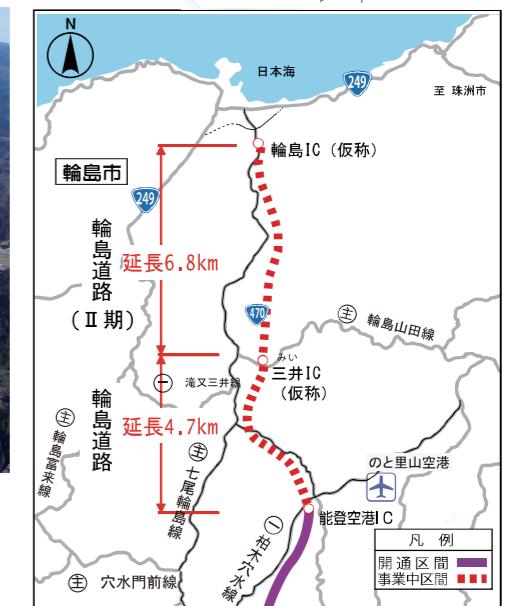 N
日本海
249
至 珠洲市
輪島IC（仮称）
輪島市
249
輪島道路
（Ⅱ期）
延長6.8km
470
主 輪島山田線
みい
三井IC
（仮称）
一 滝又三井線
輪島道路
延長4.7km
主 輪島富来線
主 七尾輪島線
のと里山空港
能登空港IC
一 柏木穴水線
主 穴水門前線
凡 例
開通区間
事業中区間